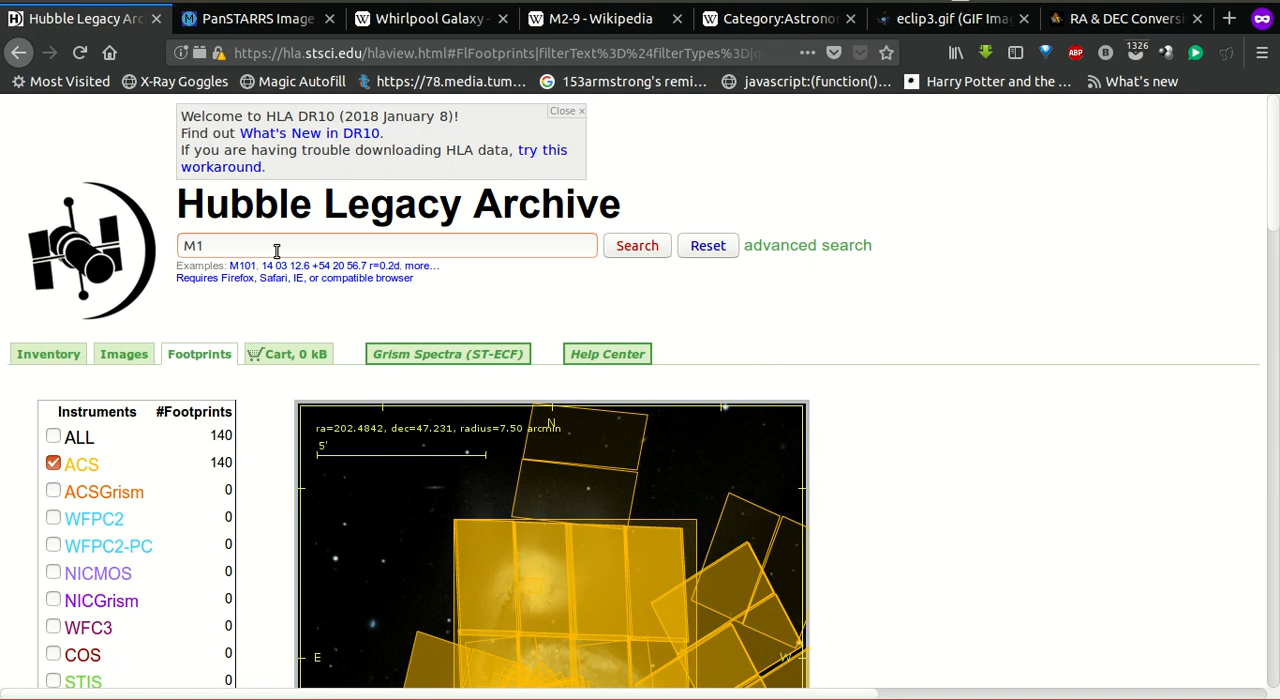 Hubble Legacy Arc
PanSTARRS Image
Whirlpool Galaxy -
M2-9 - Wikipedia
Category:Astrono
eclip3.gif (GIF Ima
RA & DEC Conversi
https://hla.stsci.edu/hlaview.html#FlFootprints|filterText%3D%24filterTypes%3D|q
ABP
1326
Most Visited
X-Ray Goggles
Magic Autofill
https://78.media.tum...
153armstrong's remi...
javascript:(function()...
Harry Potter and the ...
What's new
Welcome to HLA DR10 (2018 January 8)!
Close ×
Find out What's New in DR10.
If you are having trouble downloading HLA data, try this
workaround.
Hubble Legacy Archive
M1
Search
Reset
advanced search
Examples: M101, 14 03 12.6 +54 20 56.7 r=0.2d, more...
Requires Firefox, Safari, IE, or compatible browser
Inventory
Images
Footprints
Cart, 0 kB
Grism Spectra (ST-ECF)
Help Center
Instruments #Footprints
ALL 140
ACS 140
ACSGrism 0
WFPC2 0
WFPC2-PC 0
NICMOS 0
NICGrism 0
WFC3 0
COS 0
STIS 0
N
ra=202.4842, dec=47.231, radius=7.50 arcmin
5'
E
W